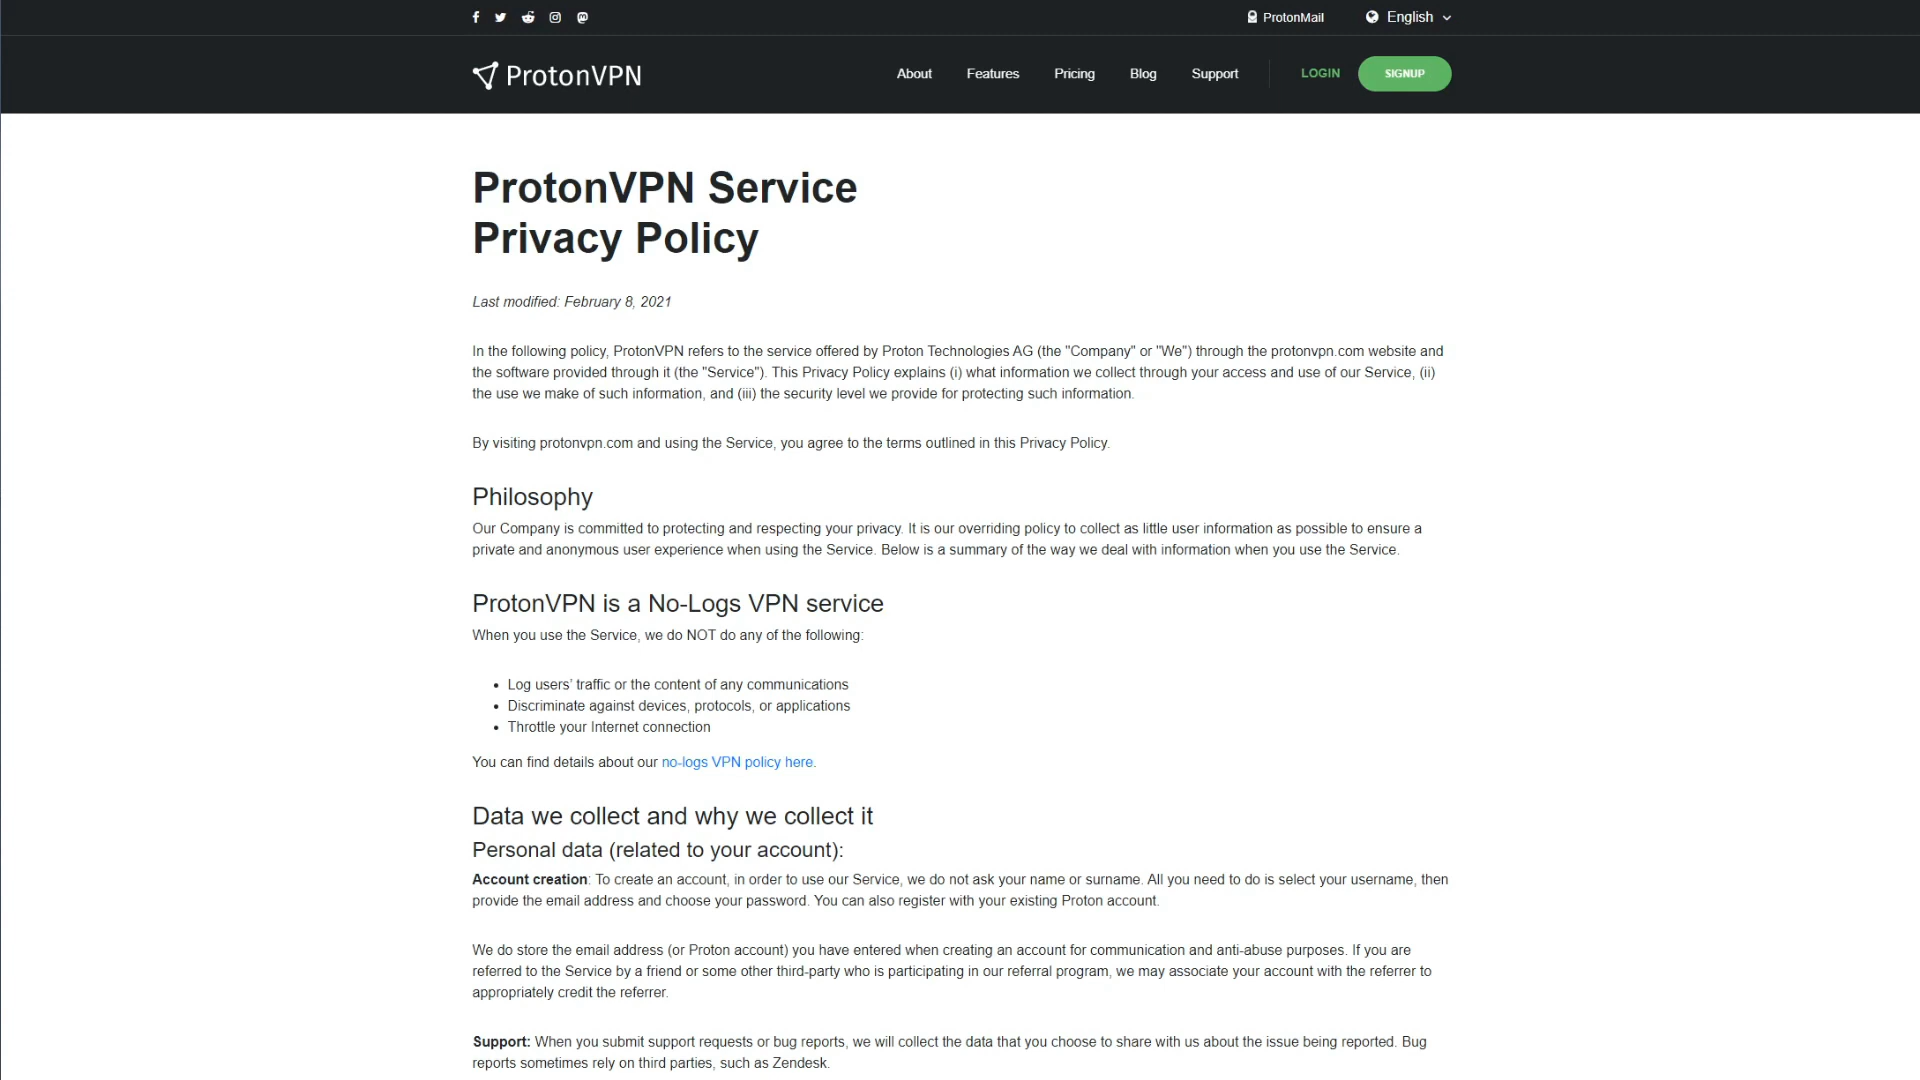 ProtonMail
English
ProtonVPN
About
Features
Pricing
Blog
Support
LOGIN
SIGNUP
ProtonVPN Service
Privacy Policy
Last modified: February 8, 2021
In the following policy, ProtonVPN refers to the service offered by Proton Technologies AG (the "Company" or "We") through the protonvpn.com website and
the software provided through it (the "Service"). This Privacy Policy explains (i) what information we collect through your access and use of our Service, (ii)
the use we make of such information, and (iii) the security level we provide for protecting such information.
By visiting protonvpn.com and using the Service, you agree to the terms outlined in this Privacy Policy.
Philosophy
Our Company is committed to protecting and respecting your privacy. It is our overriding policy to collect as little user information as possible to ensure a
private and anonymous user experience when using the Service. Below is a summary of the way we deal with information when you use the Service.
ProtonVPN is a No-Logs VPN service
When you use the Service, we do NOT do any of the following:
• Log users' traffic or the content of any communications
• Discriminate against devices, protocols, or applications
• Throttle your Internet connection
You can find details about our no-logs VPN policy here.
Data we collect and why we collect it
Personal data (related to your account):
Account creation: To create an account, in order to use our Service, we do not ask your name or surname. All you need to do is select your username, then
provide the email address and choose your password. You can also register with your existing Proton account.
We do store the email address (or Proton account) you have entered when creating an account for communication and anti-abuse purposes. If you are
referred to the Service by a friend or some other third-party who is participating in our referral program, we may associate your account with the referrer to
appropriately credit the referrer.
Support: When you submit support requests or bug reports, we will collect the data that you choose to share with us about the issue being reported. Bug
reports sometimes rely on third parties, such as Zendesk.